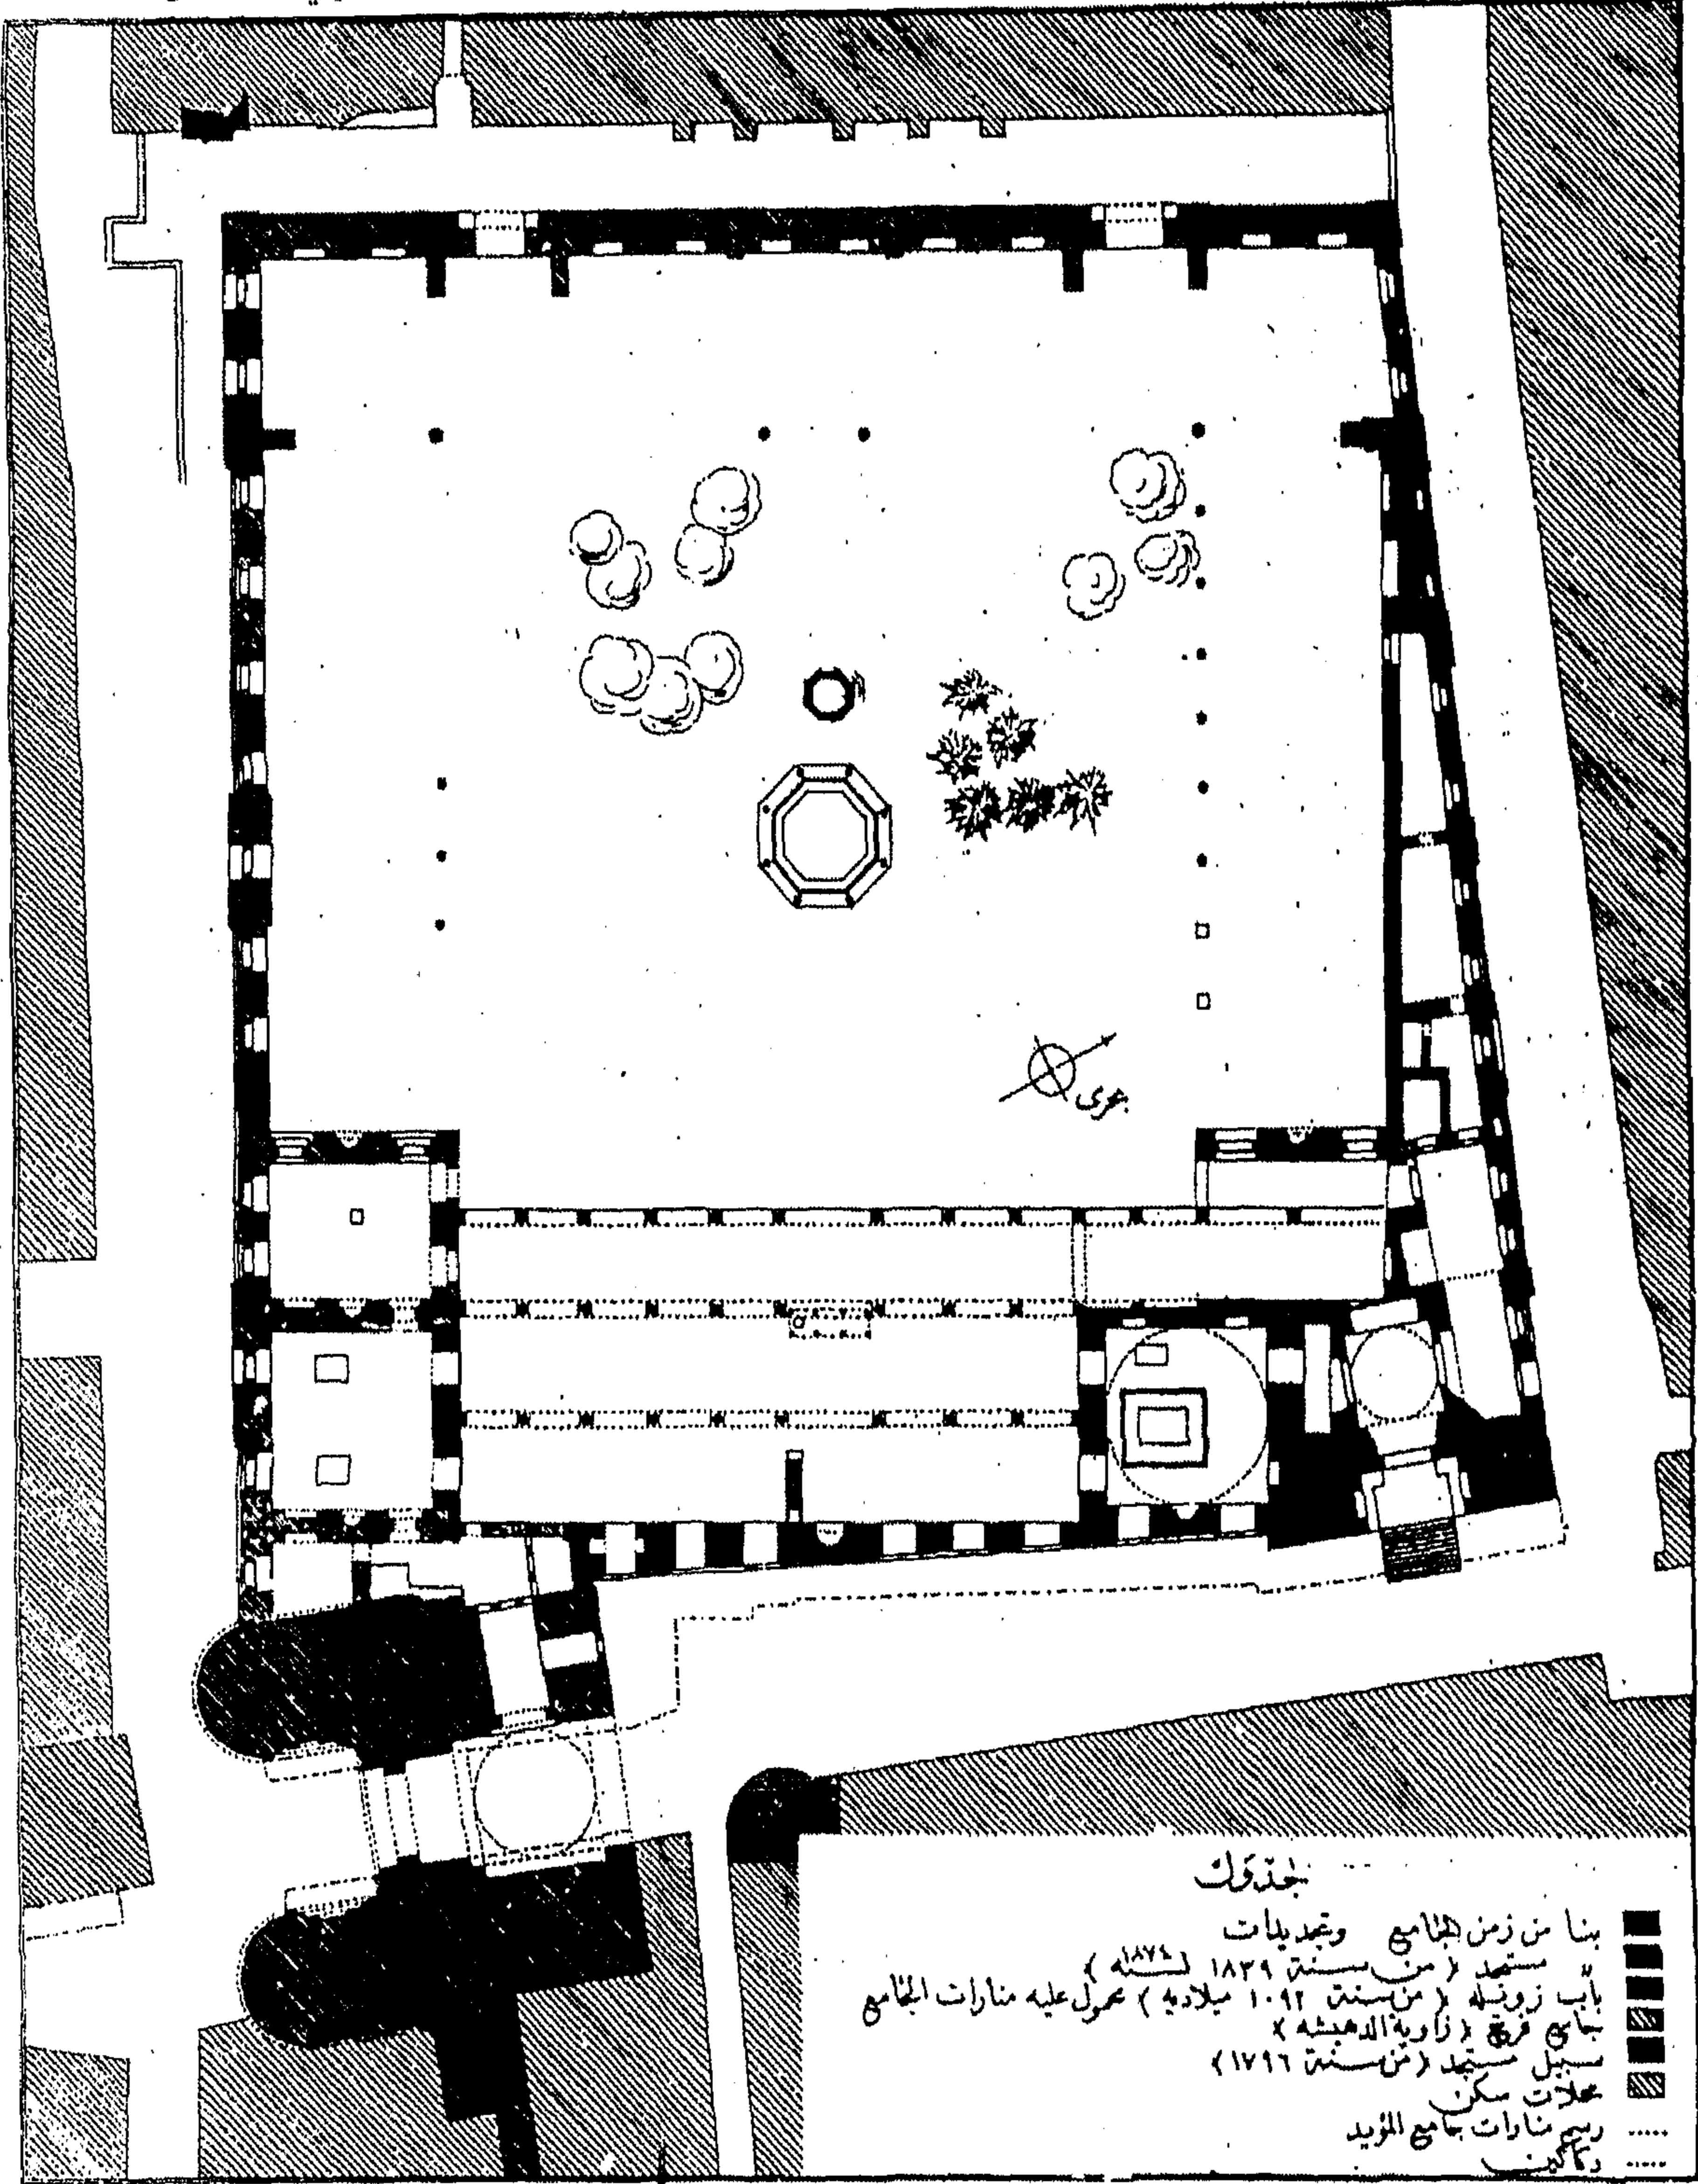 بحرى
جدول
بنا من زمن الجامع وتجديدات
" مستجد (من سنة ١٨٣٩ لسنة ١٨٧٤)
باب زويله (من سنة ١٠٩٢ ميلاديه) محمول عليه منارات الجامع
جامع فرج (زاوية الدهيشه)
سبيل مستجد (من سنة ١٧٩٦)
محلات سكن
رسم منارات جامع المؤيد
دكاكين